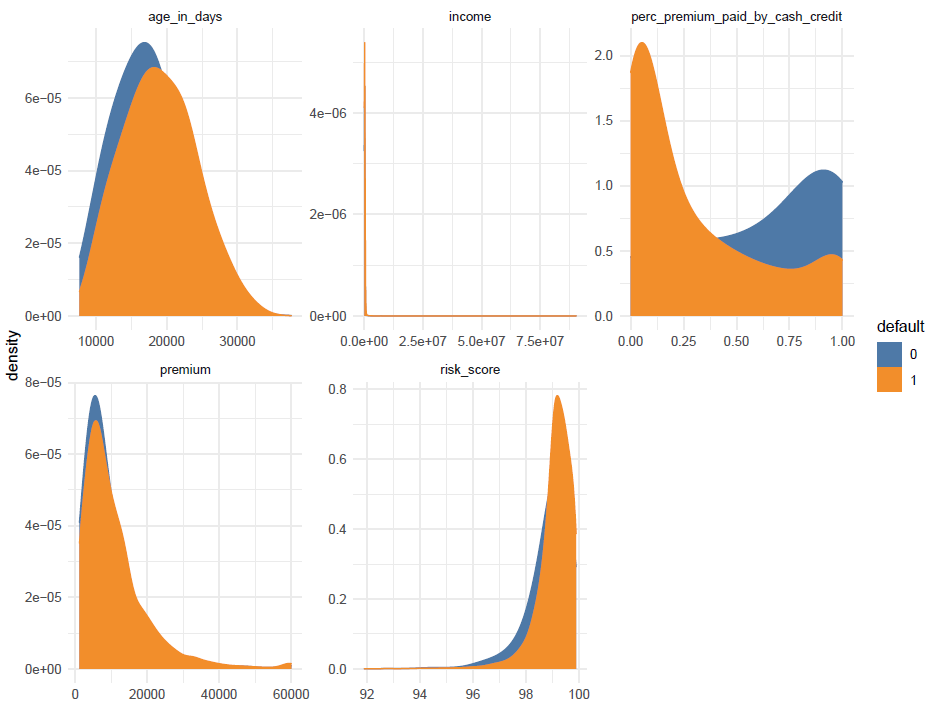 age_in_days
income
perc_premium_paid_by_cash_credit
6e−05
4e−05
2e−05
0e+00
10000 20000 30000
4e−06
2e−06
0e+00
0.0e+00 2.5e+07 5.0e+07 7.5e+07
2.0
1.5
1.0
0.5
0.0
0.00 0.25 0.50 0.75 1.00
density
premium
risk_score
8e−05
6e−05
4e−05
2e−05
0e+00
0 20000 40000 60000
0.8
0.6
0.4
0.2
0.0
92 94 96 98 100
default
0
1